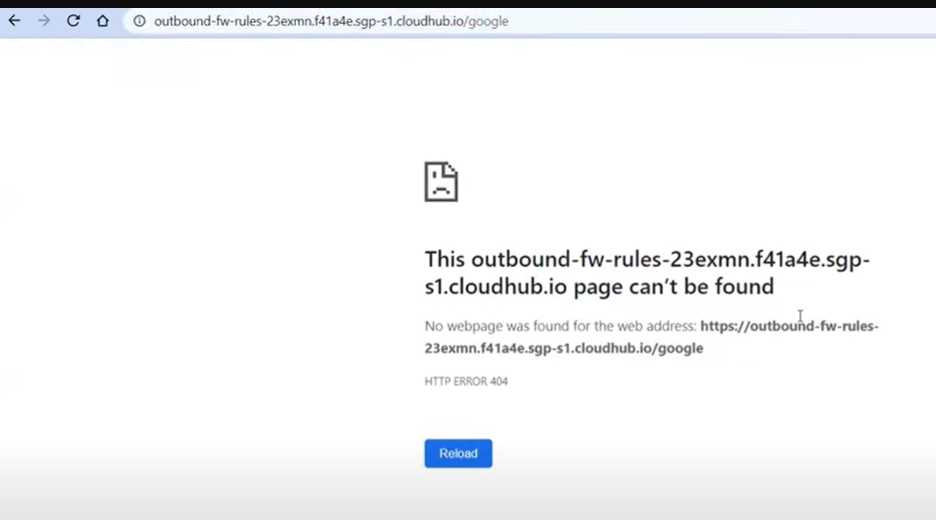 outbound-fw-rules-23exmn.f41a4e.sgp-s1.cloudhub.io/google
This outbound-fw-rules-23exmn.f41a4e.sgp-
s1.cloudhub.io page can't be found
No webpage was found for the web address: https://outbound-fw-rules-
23exmn.f41a4e.sgp-s1.cloudhub.io/google
HTTP ERROR 404
Reload